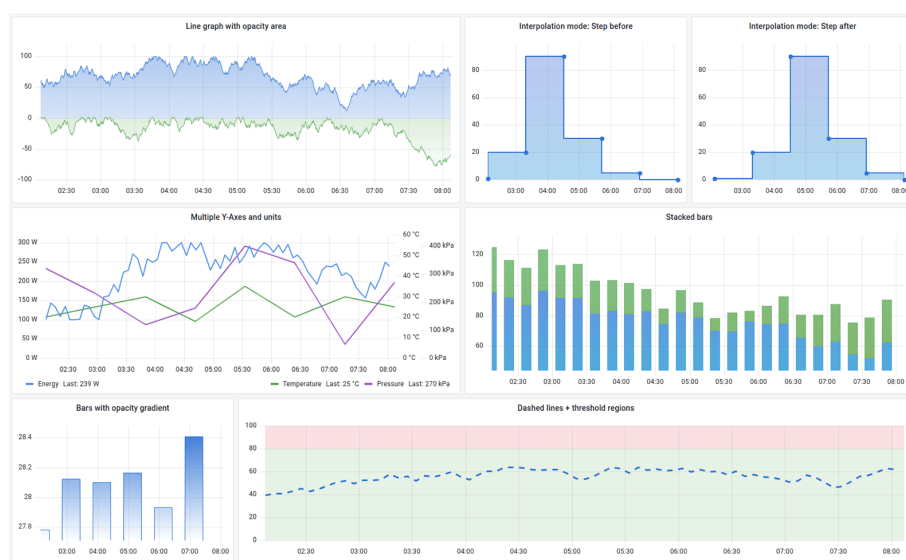 Line graph with opacity area
100
50
0
-50
-100
02:30 03:00 03:30 04:00 04:30 05:00 05:30 06:00 06:30 07:00 07:30 08:00
Interpolation mode: Step before
80
60
40
20
0
03:00 04:00 05:00 06:00 07:00 08:00
Interpolation mode: Step after
80
60
40
20
0
03:00 04:00 05:00 06:00 07:00 08:00
Multiple Y-Axes and units
300 W
250 W
200 W
150 W
100 W
50 W
0 W
60 °C
50 °C
40 °C
30 °C
20 °C
10 °C
0 °C
400 kPa
300 kPa
200 kPa
100 kPa
0 kPa
02:30 03:00 03:30 04:00 04:30 05:00 05:30 06:00 06:30 07:00 07:30 08:00
Energy Last: 239 W
Temperature Last: 25 °C
Pressure Last: 270 kPa
Stacked bars
120
100
80
60
02:30 03:00 03:30 04:00 04:30 05:00 05:30 06:00 06:30 07:00 07:30 08:00
Bars with opacity gradient
28.4
28.2
28
27.8
03:00 04:00 05:00 06:00 07:00 08:00
Dashed lines + threshold regions
100
80
60
40
20
0
02:30 03:00 03:30 04:00 04:30 05:00 05:30 06:00 06:30 07:00 07:30 08:00